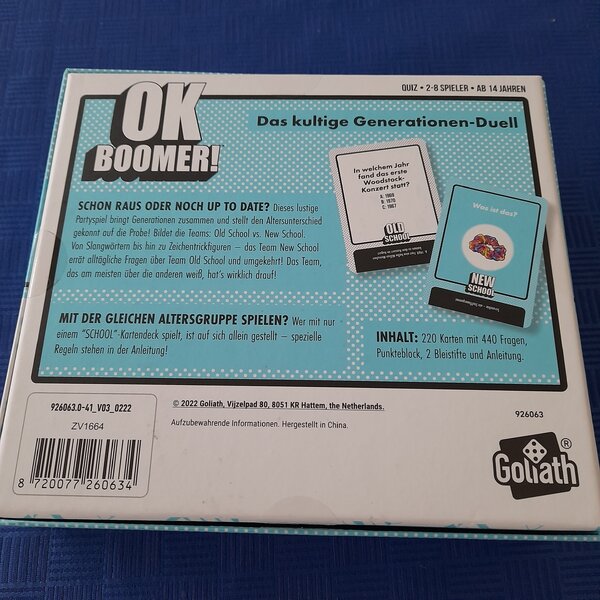 QUIZ • 2-8 SPIELER • AB 14 JAHREN
OK
BOOMER!
Das kultige Generationen-Duell
SCHON RAUS ODER NOCH UP TO DATE? Dieses lustige
Partyspiel bringt Generationen zusammen und stellt den Altersunterschied
gekonnt auf die Probe! Bildet die Teams: Old School vs. New School.
Von Slangwörtern bis hin zu Zeichentrickfiguren – das Team New School
errät alltägliche Fragen über Team Old School und umgekehrt! Das Team,
das am meisten über die anderen weiß, hat's wirklich drauf!
MIT DER GLEICHEN ALTERSGRUPPE SPIELEN? Wer mit nur
einem "SCHOOL"-Kartendeck spielt, ist auf sich allein gestellt – spezielle
Regeln stehen in der Anleitung!
In welchem Jahr
fand das erste
Woodstock-
Konzert statt?
A: 1969
B: 1970
C: 1967
OLD
SCHOOL
Was ist das?
NEW
SCHOOL
INHALT: 220 Karten mit 440 Fragen,
Punkteblock, 2 Bleistifte und Anleitung.
926063.0-41_V03_0222
ZV1664
8 720077 260634
© 2022 Goliath, Vijzelpad 80, 8051 KR Hattem, the Netherlands.
Aufzubewahrende Informationen. Hergestellt in China.
926063
Goliath®